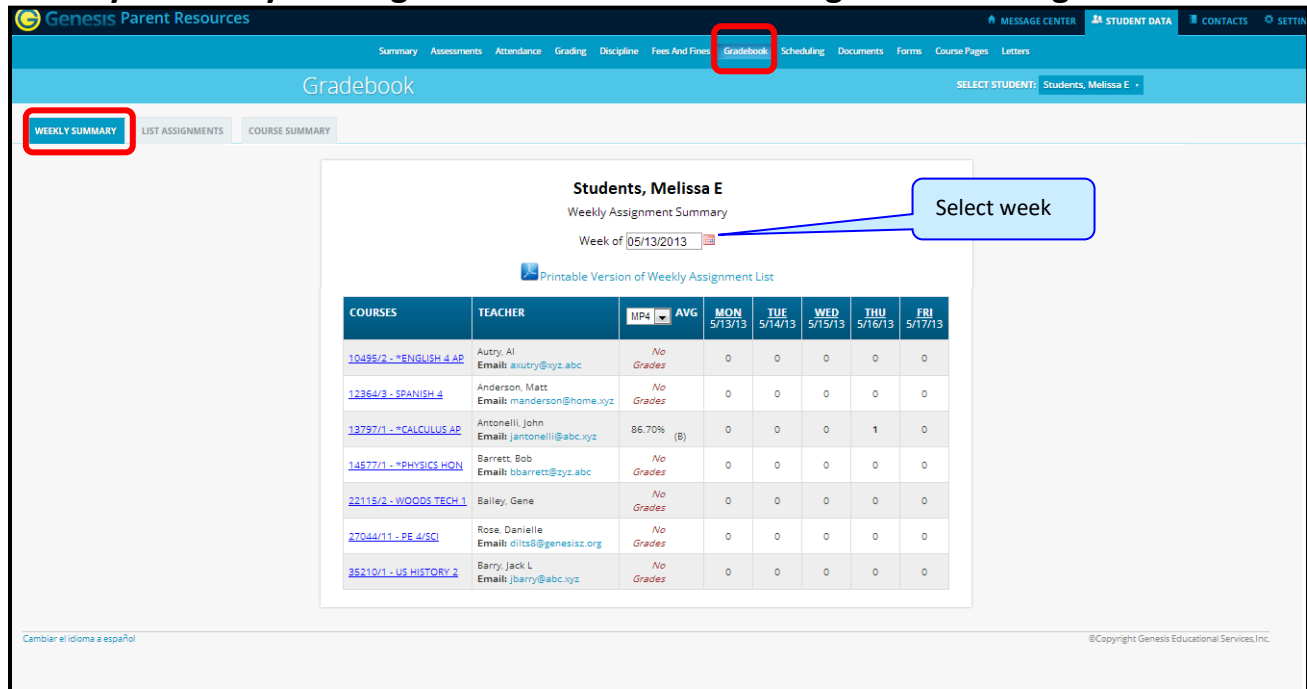 Genesis Parent Resources
MESSAGE CENTER STUDENT DATA CONTACTS
Summary Assessments Attendance Grading Discipline Fees And Fines Gradebook Scheduling Documents Forms Course Pages Letters
Gradebook
SELECT STUDENT: Students, Melissa E
WEEKLY SUMMARY LIST ASSIGNMENTS COURSE SUMMARY
Students, Melissa E
Weekly Assignment Summary
Week of 05/13/2013
Select week
Printable Version of Weekly Assignment List
COURSES TEACHER MP4 AVG MON 5/13/13 TUE 5/14/13 WED 5/15/13 THU 5/16/13 FRI 5/17/13
10495/2 - *ENGLISH 4 AP Autry, Al No Grades 0 0 0 0 0
Email: axutry@xyz.abc
12364/3 - SPANISH 4 Anderson, Matt No Grades 0 0 0 0 0
Email: manderson@home.xyz
13797/1 - *CALCULUS AP Antonelli, John 86.70% (B) 0 0 0 1 0
Email: jantonelli@abc.xyz
14577/1 - *PHYSICS HON Barrett, Bob No Grades 0 0 0 0 0
Email: bbarrett@zyz.abc
22115/2 - WOODS TECH 1 Bailey, Gene No Grades 0 0 0 0 0
27044/11 - PE 4/SCI Rose, Danielle No Grades 0 0 0 0 0
Email: dilts8@genesisz.org
35210/1 - US HISTORY 2 Barry, Jack L No Grades 0 0 0 0 0
Email: jbarry@abc.xyz
Cambiar el idioma a español
©Copyright Genesis Educational Services,Inc.